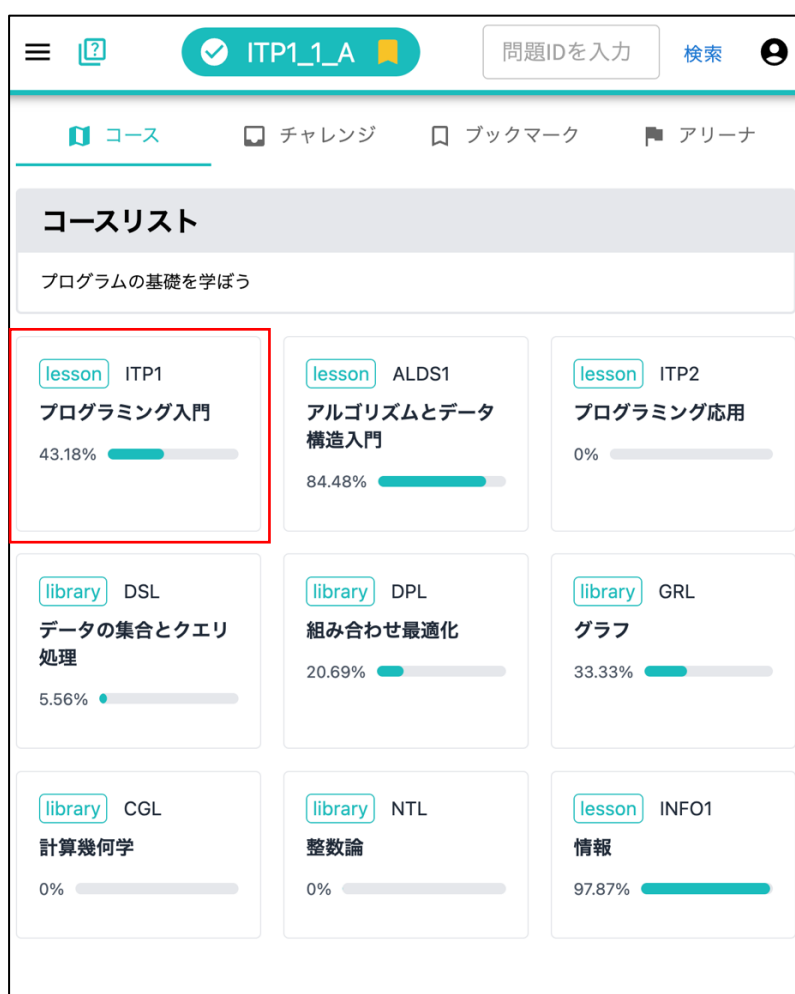 ITP1_1_A 問題IDを入力 検索
コース チャレンジ ブックマーク アリーナ
コースリスト
プログラムの基礎を学ぼう
lesson ITP1
プログラミング入門
43.18%
lesson ALDS1
アルゴリズムとデータ
構造入門
84.48%
lesson ITP2
プログラミング応用
0%
library DSL
データの集合とクエリ
処理
5.56%
library DPL
組み合わせ最適化
20.69%
library GRL
グラフ
33.33%
library CGL
計算幾何学
0%
library NTL
整数論
0%
lesson INFO1
情報
97.87%